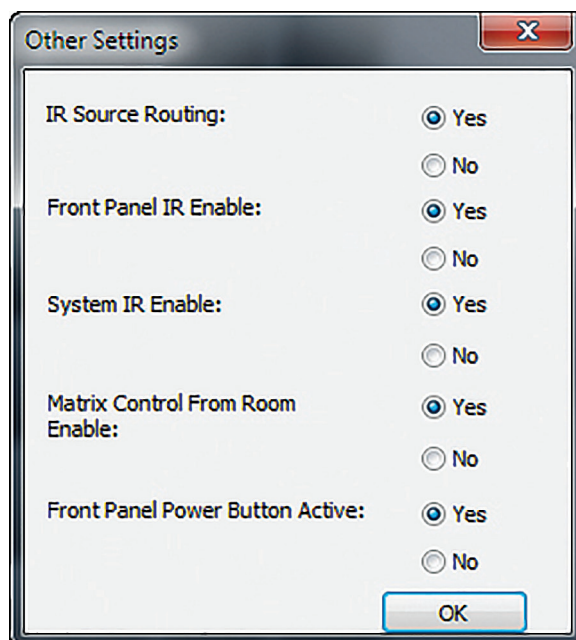 Other Settings
IR Source Routing:
Yes
No
Front Panel IR Enable:
Yes
No
System IR Enable:
Yes
No
Matrix Control From Room
Enable:
Yes
No
Front Panel Power Button Active:
Yes
No
OK